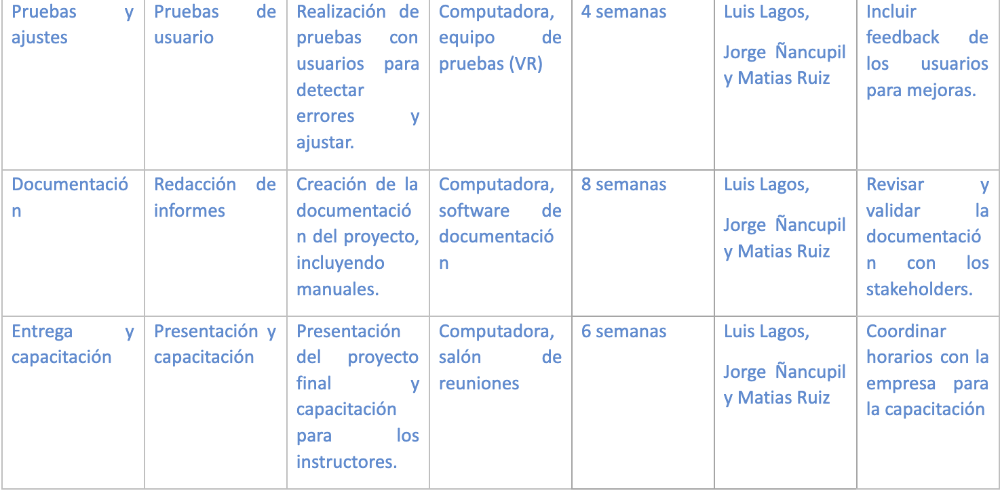 Pruebas y
ajustes
Pruebas de
usuario
Realización de
pruebas con
usuarios para
detectar
errores y
ajustar.
Computadora,
equipo de
pruebas (VR)
4 semanas
Luis Lagos,
Jorge Ñancupil
y Matias Ruiz
Incluir
feedback de
los usuarios
para mejoras.
Documentació
n
Redacción de
informes
Creación de la
documentació
n del proyecto,
incluyendo
manuales.
Computadora,
software de
documentació
n
8 semanas
Luis Lagos,
Jorge Ñancupil
y Matias Ruiz
Revisar y
validar la
documentació
n con los
stakeholders.
Entrega y
capacitación
Presentación y
capacitación
Presentación
del proyecto
final y
capacitación
para los
instructores.
Computadora,
salón de
reuniones
6 semanas
Luis Lagos,
Jorge Ñancupil
y Matias Ruiz
Coordinar
horarios con la
empresa para
la capacitación